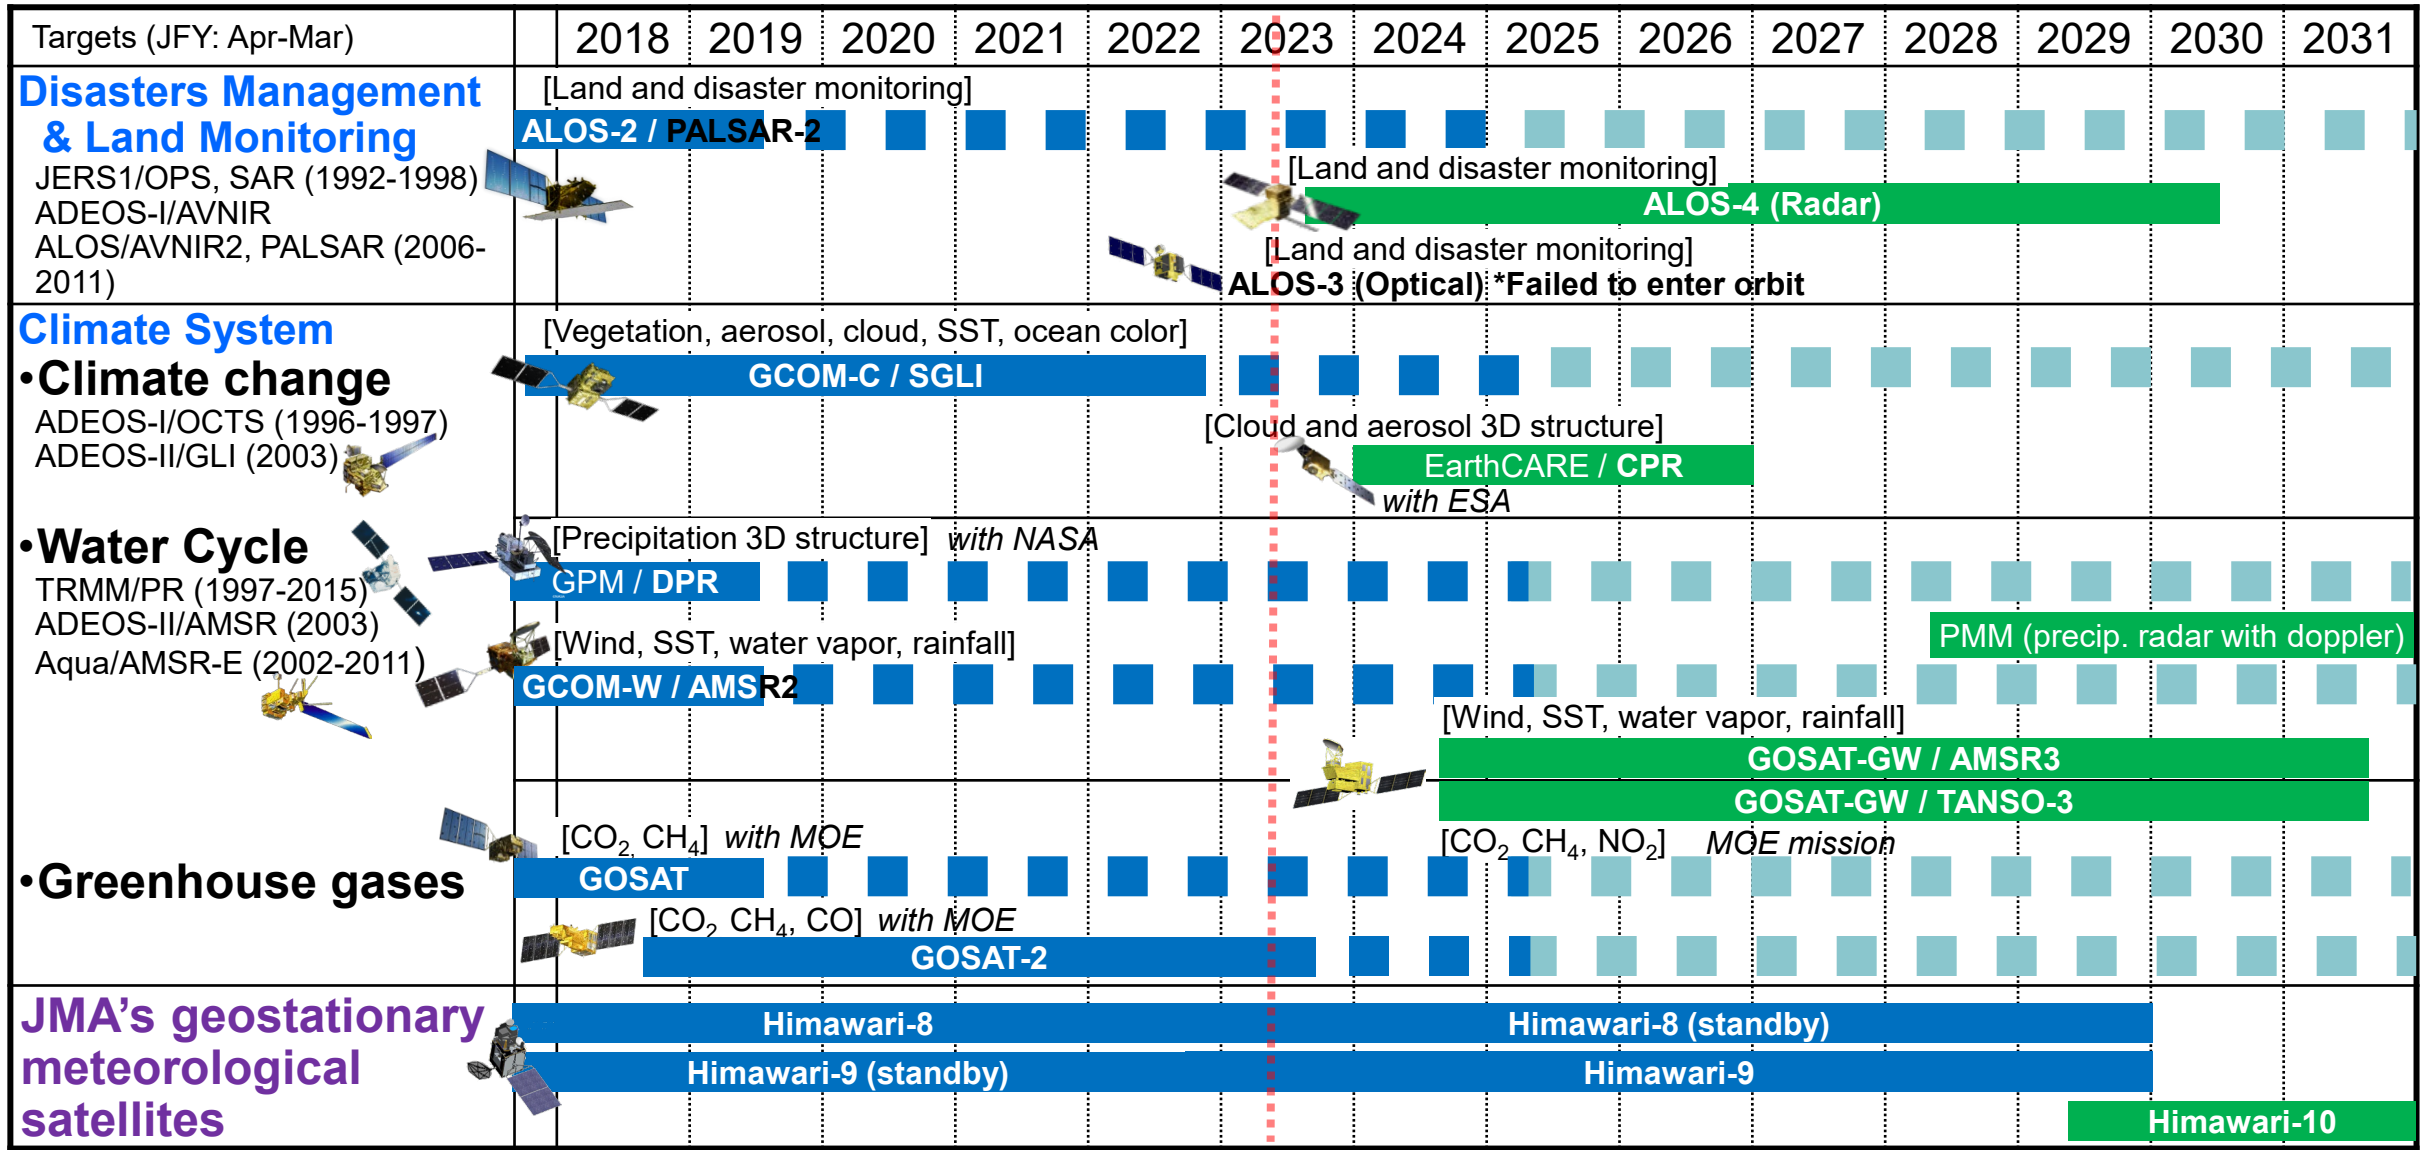 Targets (JFY: Apr-Mar)
2018 2019 2020 2021 2022 2023 2024 2025 2026 2027 2028 2029 2030 2031
Disasters Management
& Land Monitoring
JERS1/OPS, SAR (1992-1998)
ADEOS-I/AVNIR
ALOS/AVNIR2, PALSAR (2006-
2011)
[Land and disaster monitoring]
ALOS-2 / PALSAR-2
[Land and disaster monitoring]
ALOS-4 (Radar)
[Land and disaster monitoring]
ALOS-3 (Optical) *Failed to enter orbit
Climate System
•Climate change
ADEOS-I/OCTS (1996-1997)
ADEOS-II/GLI (2003)
[Vegetation, aerosol, cloud, SST, ocean color]
GCOM-C / SGLI
[Cloud and aerosol 3D structure]
EarthCARE / CPR
with ESA
•Water Cycle
TRMM/PR (1997-2015)
ADEOS-II/AMSR (2003)
Aqua/AMSR-E (2002-2011)
[Precipitation 3D structure] with NASA
GPM / DPR
PMM (precip. radar with doppler)
[Wind, SST, water vapor, rainfall]
GCOM-W / AMSR2
[Wind, SST, water vapor, rainfall]
GOSAT-GW / AMSR3
GOSAT-GW / TANSO-3
[CO2 CH4, NO2] MOE mission
•Greenhouse gases
[CO2, CH4] with MOE
GOSAT
[CO2 CH4, CO] with MOE
GOSAT-2
JMA's geostationary
meteorological
satellites
Himawari-8
Himawari-8 (standby)
Himawari-9 (standby)
Himawari-9
Himawari-10